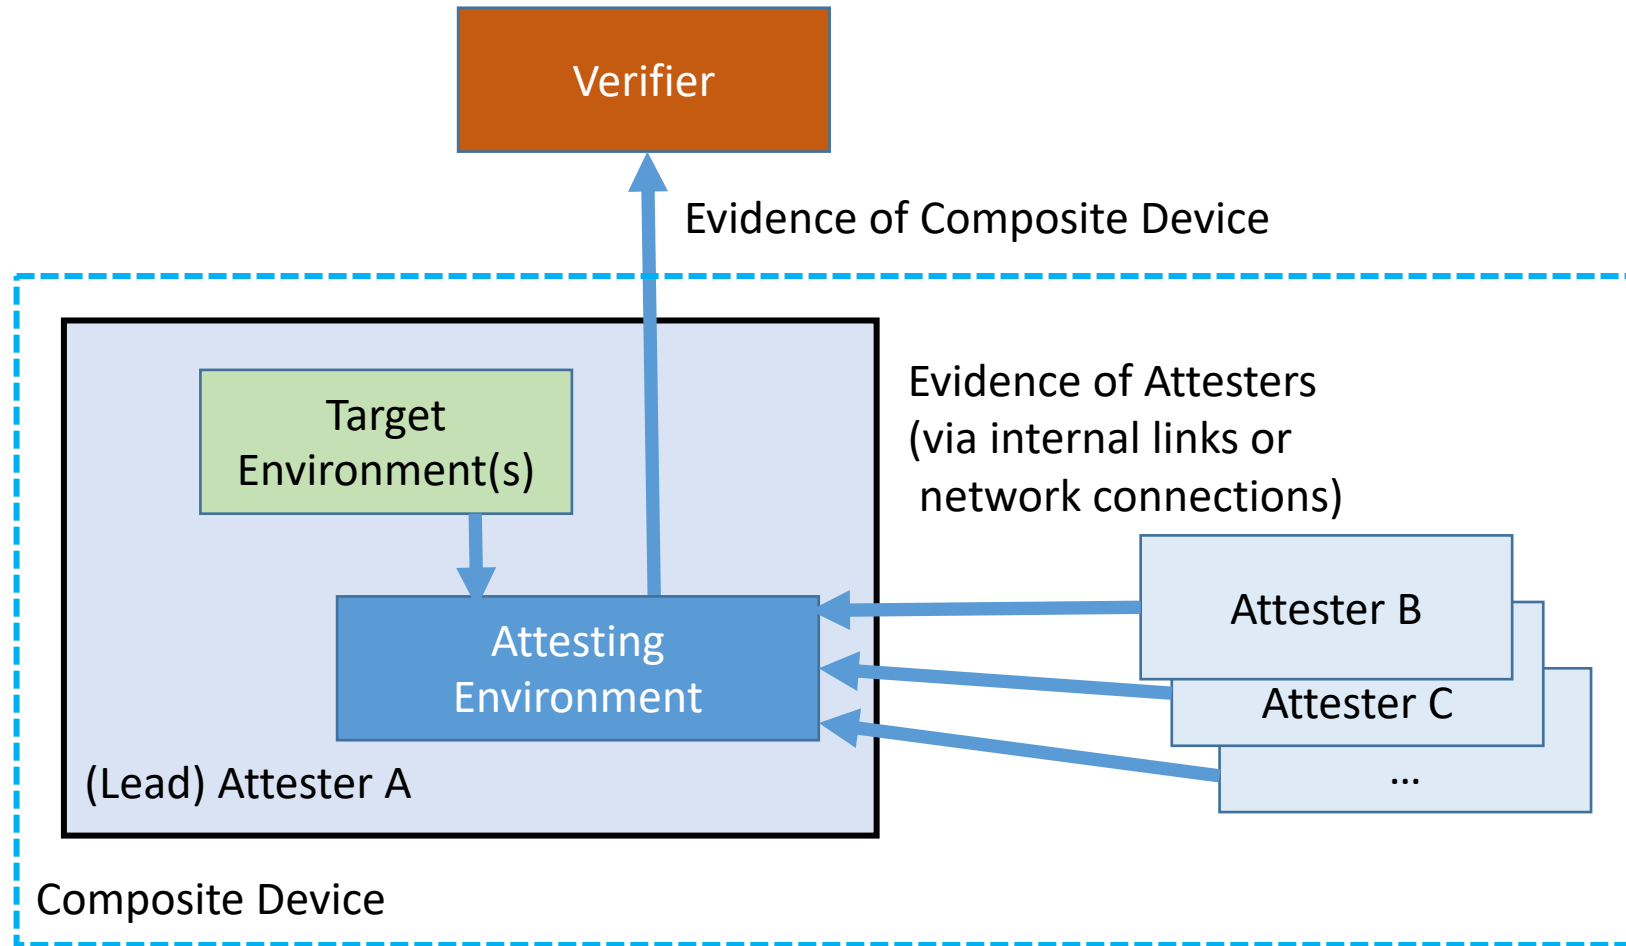 Verifier
Evidence of Composite Device
Target
Environment(s)
Evidence of Attesters
(via internal links or
network connections)
Attester B
Attesting
Environment
Attester C
(Lead) Attester A
...
Composite Device